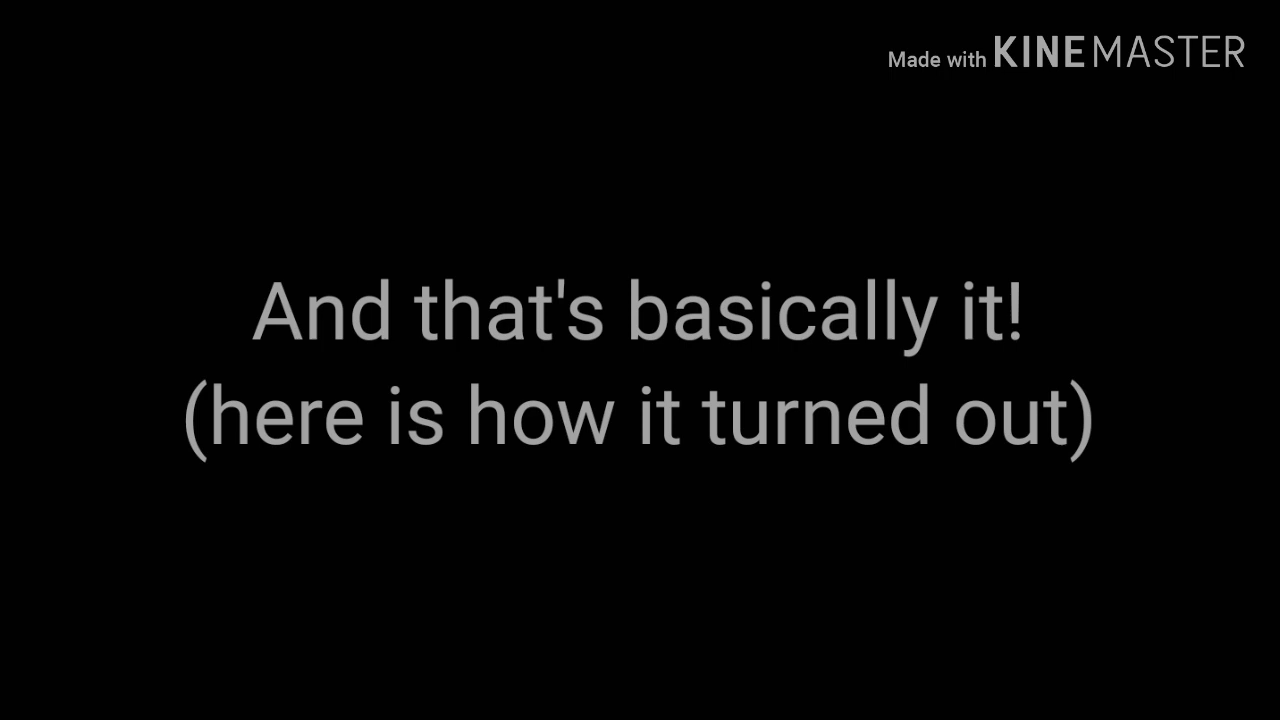 Made with KINEMASTER
And that's basically it!
(here is how it turned out)